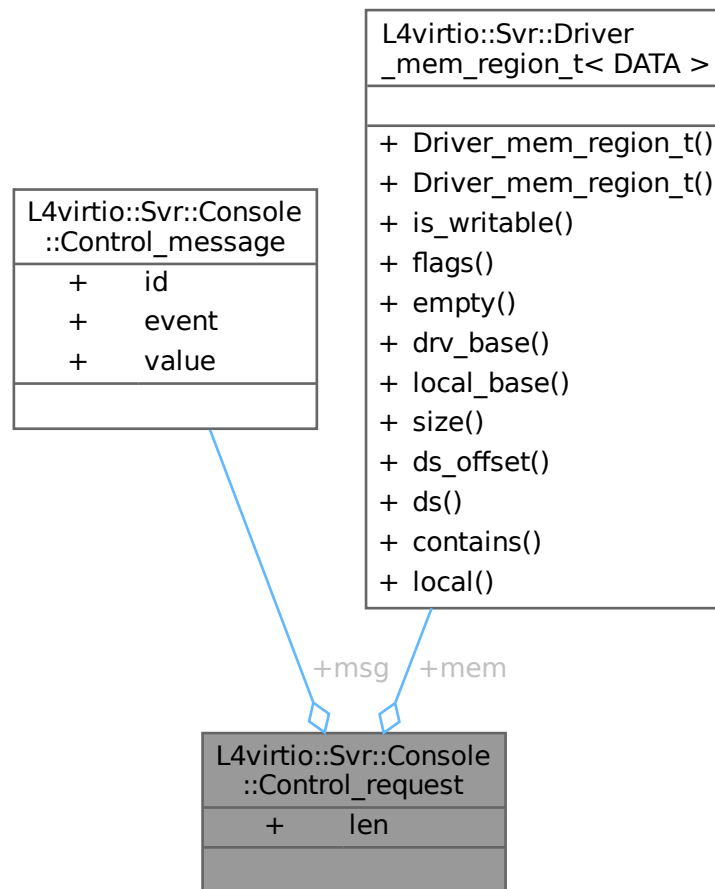 L4virtio::Svr::Driver
_mem_region_t< DATA >
+ Driver_mem_region_t()
+ Driver_mem_region_t()
+ is_writable()
+ flags()
+ empty()
+ drv_base()
+ local_base()
+ size()
+ ds_offset()
+ ds()
+ contains()
+ local()
L4virtio::Svr::Console
::Control_message
+ id
+ event
+ value
+msg
+mem
L4virtio::Svr::Console
::Control_request
+ len